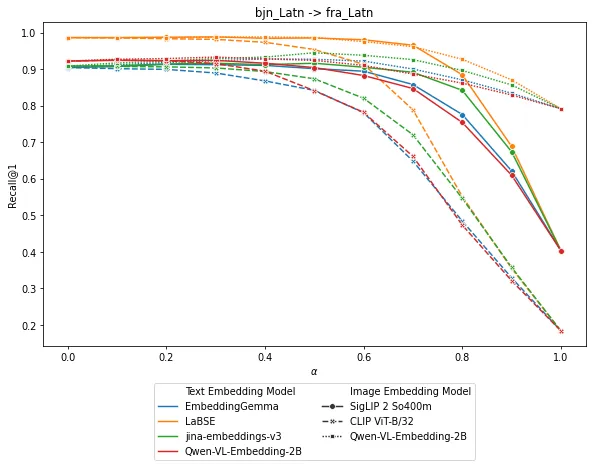 bjn_Latn -> fra_Latn
1.0
0.9
0.8
0.7
0.6
0.5
0.4
0.3
0.2
Recall@1
0.0 0.2 0.4 0.6 0.8 1.0
α
Text Embedding Model Image Embedding Model
EmbeddingGemma SigLIP 2 So400m
LaBSE CLIP ViT-B/32
jina-embeddings-v3 Qwen-VL-Embedding-2B
Qwen-VL-Embedding-2B